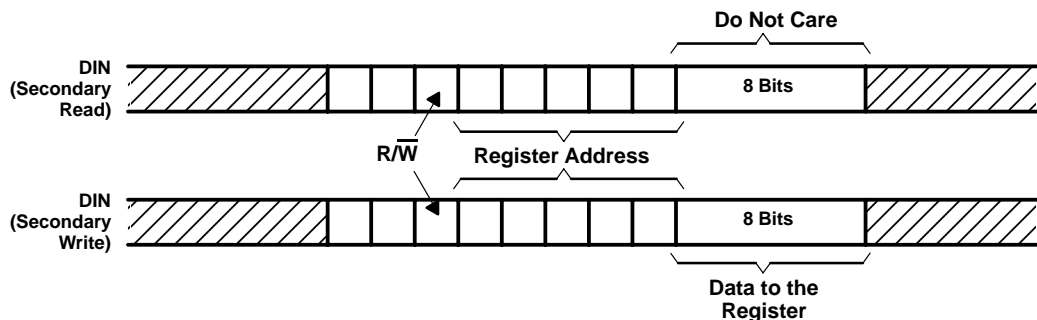 Do Not Care
DIN
(Secondary
Read)
8 Bits
R/W̅
Register Address
DIN
(Secondary
Write)
8 Bits
Data to the
Register